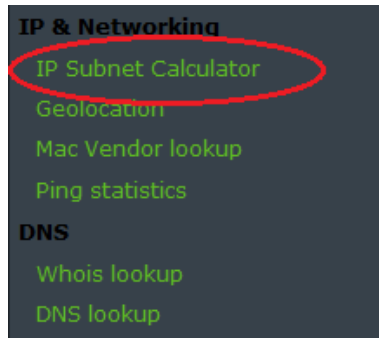 IP & Networking
IP Subnet Calculator
Geolocation
Mac Vendor lookup
Ping statistics
DNS
Whois lookup
DNS lookup